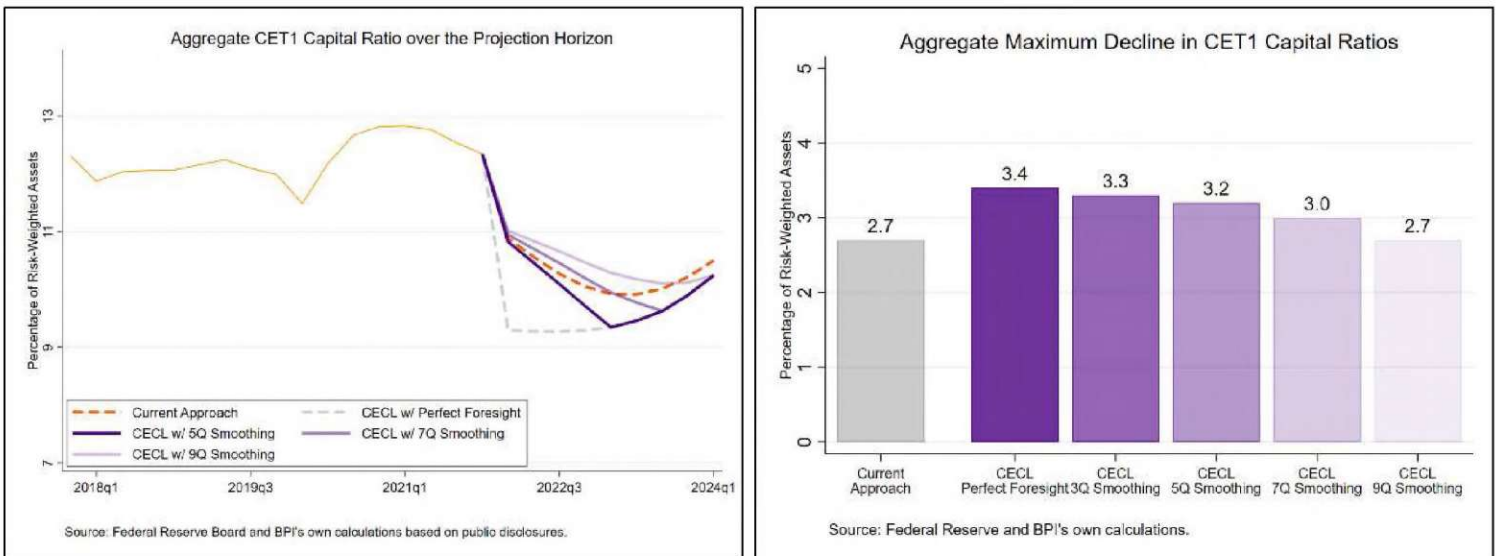 Aggregate CET1 Capital Ratio over the Projection Horizon
Percentage of Risk-Weighted Assets
13
11
9
7
Current Approach
CECL w/ Perfect Foresight
CECL w/ 5Q Smoothing
CECL w/ 7Q Smoothing
CECL w/ 9Q Smoothing
2018q1
2019q3
2021q1
2022q3
2024q1
Source: Federal Reserve Board and BPI's own calculations based on public disclosures.
Aggregate Maximum Decline in CET1 Capital Ratios
Percentage of Risk-Weighted Assets
5
4
3
2
1
0
2.7
3.4
3.3
3.2
3.0
2.7
Current
Approach
CECL
Perfect Foresight
CECL
3Q Smoothing
CECL
5Q Smoothing
CECL
7Q Smoothing
CECL
9Q Smoothing
Source: Federal Reserve and BPI's own calculations.